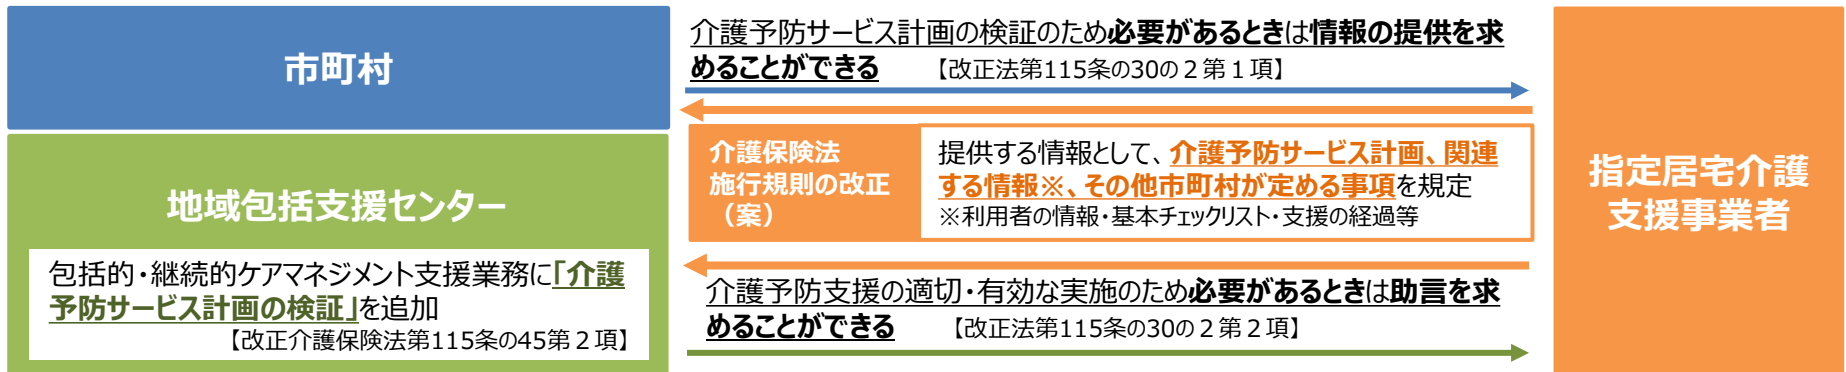 市町村
介護予防サービス計画の検証のため必要があるときは情報の提供を求
めることができる　【改正法第115条の30の２第１項】
地域包括支援センター
包括的・継続的ケアマネジメント支援業務に「介護
予防サービス計画の検証」を追加
【改正介護保険法第115条の45第２項】
介護保険法
施行規則の改正
（案）
提供する情報として、介護予防サービス計画、関連
する情報※、その他市町村が定める事項を規定
※利用者の情報・基本チェックリスト・支援の経過等
介護予防支援の適切・有効な実施のため必要があるときは助言を求
めることができる　【改正法第115条の30の２第２項】
指定居宅介護
支援事業者